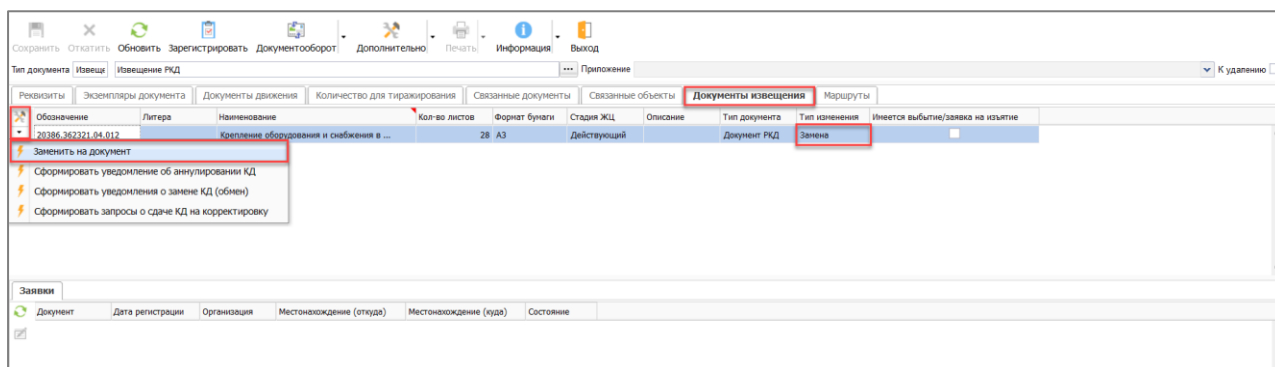 Сохранить Откатить Обновить Зарегистрировать Документооборот Дополнительно Печать Информация Выход
Тип документа Извеще Извещение РКД ... Приложение К удалению
Реквизиты Экземпляры документа Документы движения Количество для тиражирования Связанные документы Связанные объекты Документы извещения Маршруты
Обозначение Литера Наименование Кол-во листов Формат бумаги Стадия ЖЦ Описание Тип документа Тип изменения Имеется выбытие/заявка на изъятие
20386.362321.04.012 Крепление оборудования и снабжения в ... 28 А3 Действующий Документ РКД Замена
Заменить на документ
Сформировать уведомление об аннулировании КД
Сформировать уведомления о замене КД (обмен)
Сформировать запросы о сдаче КД на корректировку
Заявки
Документ Дата регистрации Организация Местонахождение (откуда) Местонахождение (куда) Состояние